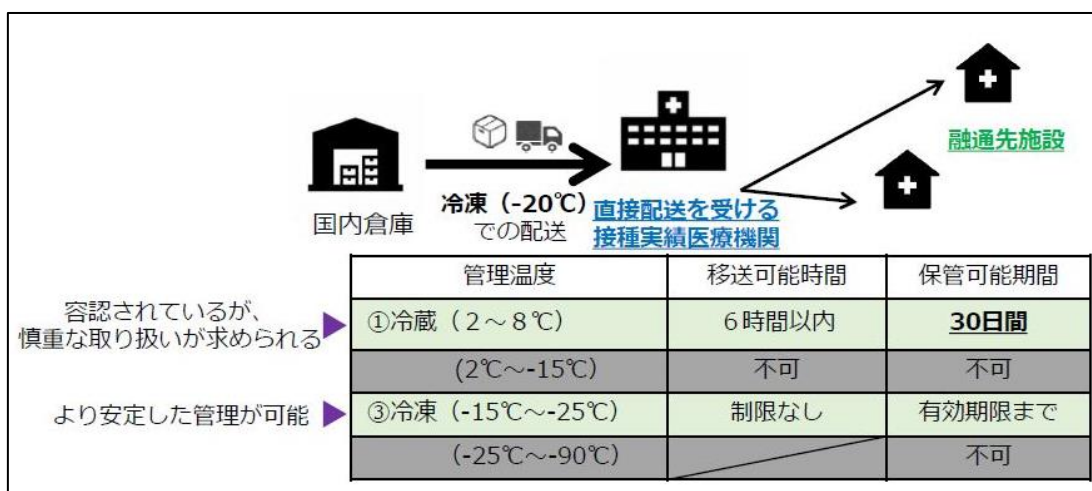 融通先施設
国内倉庫
冷凍（-20℃）
での配送
直接配送を受ける
接種実績医療機関
管理温度 移送可能時間 保管可能期間
容認されているが、
慎重な取り扱いが求められる
①冷蔵（２～８℃） ６時間以内 30日間
(2℃～-15℃) 不可 不可
より安定した管理が可能
③冷凍（-15℃～-25℃） 制限なし 有効期限まで
（-25℃～-90℃） 不可